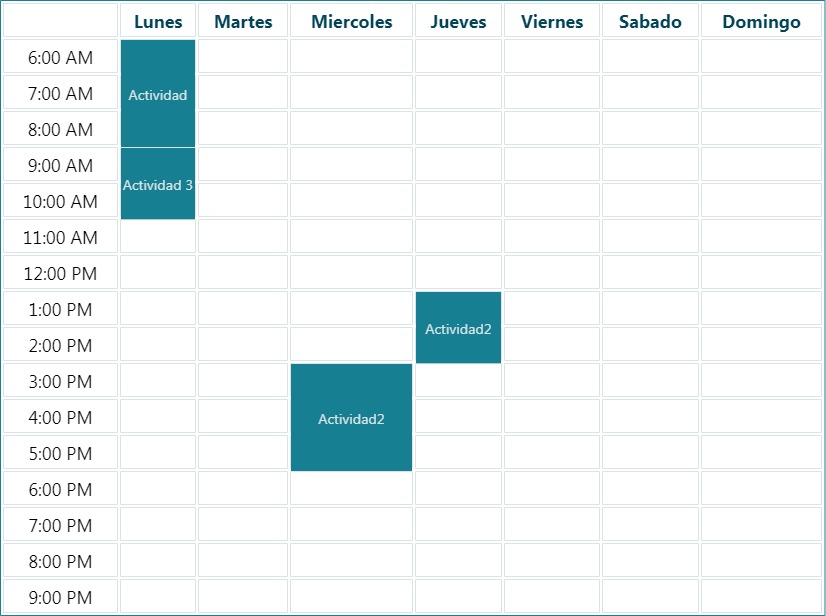 Lunes Martes Miercoles Jueves Viernes Sabado Domingo
6:00 AM
7:00 AM Actividad
8:00 AM
9:00 AM
Actividad 3
10:00 AM
11:00 AM
12:00 PM
1:00 PM
Actividad2
2:00 PM
3:00 PM
4:00 PM Actividad2
5:00 PM
6:00 PM
7:00 PM
8:00 PM
9:00 PM